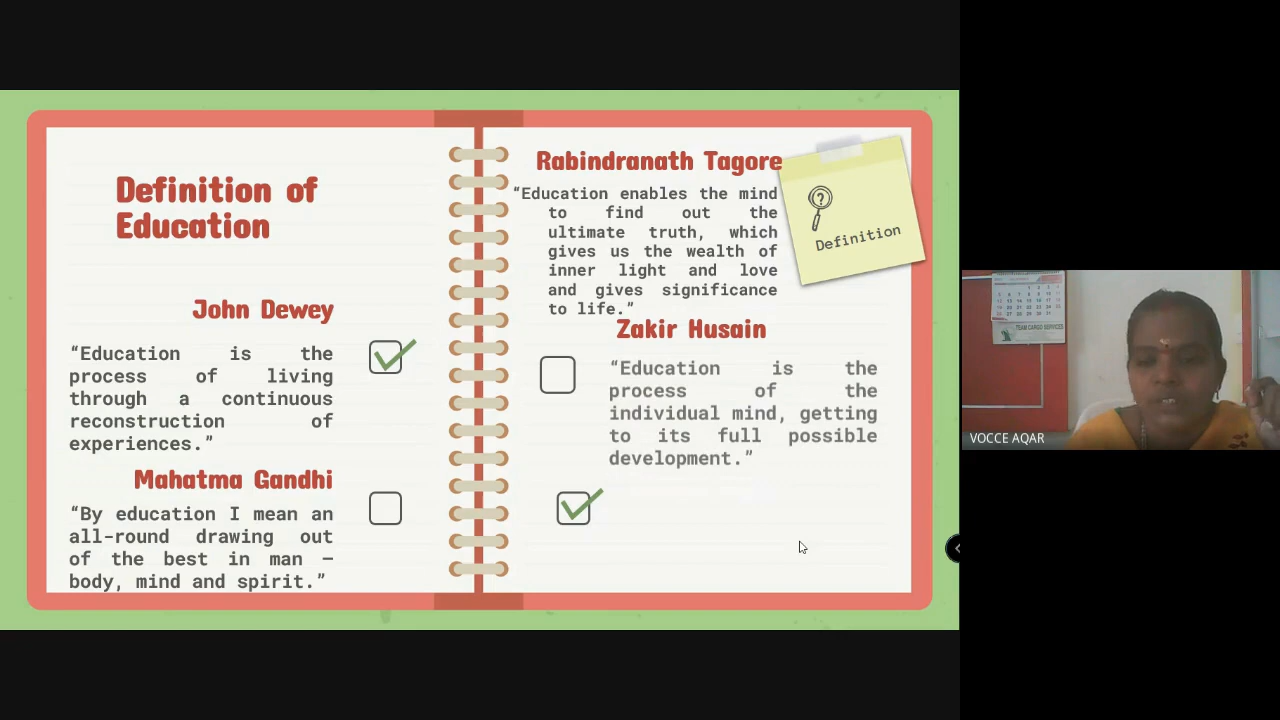 Definition of
Education
John Dewey
“Education is the
process of living
through a continuous
reconstruction of
experiences.”
Mahatma Gandhi
“By education I mean an
all-round drawing out
of the best in man –
body, mind and spirit.”
Rabindranath Tagore
“Education enables the mind
to find out the
ultimate truth, which
gives us the wealth of
inner light and love
and gives significance
to life.”
Zakir Husain
“Education is the
process of the
individual mind, getting
to its full possible
development.”
?
Definition
TEAM CARGO SERVICES
VOCCE AQAR